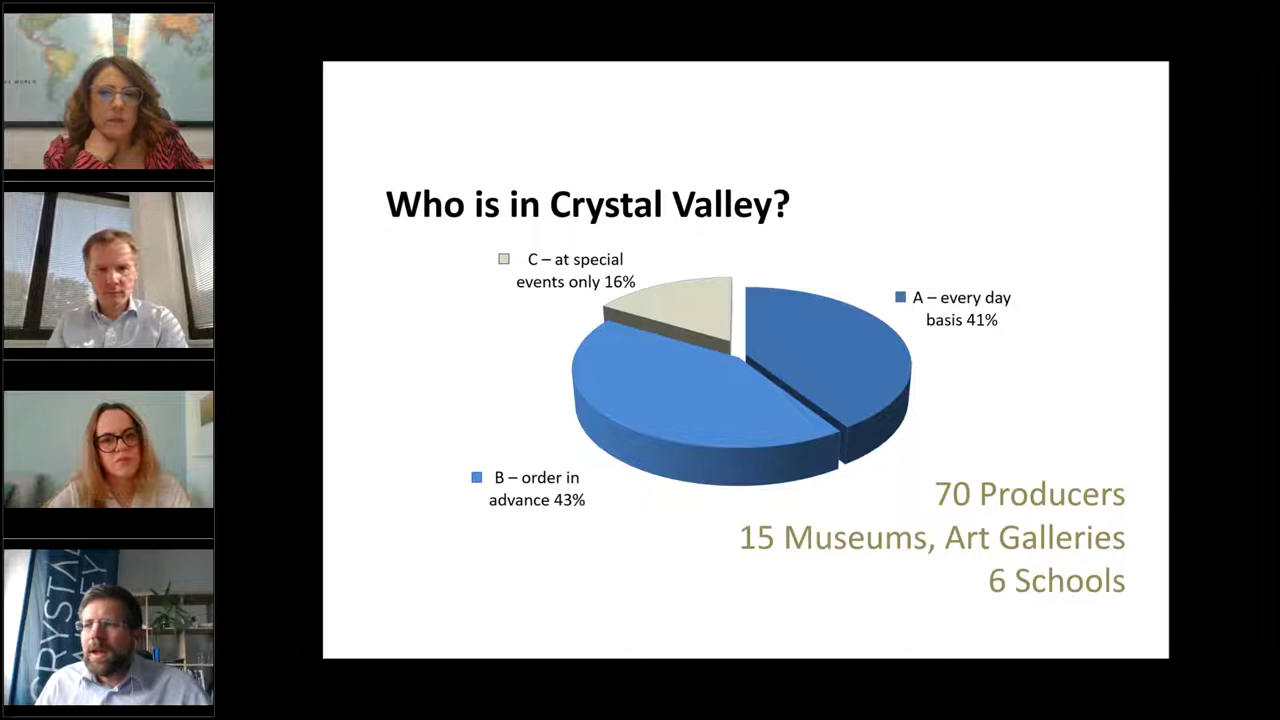 Who is in Crystal Valley?
C – at special
events only 16%
A – every day
basis 41%
B – order in
advance 43%
70 Producers
15 Museums, Art Galleries
6 Schools
CRYSTAL